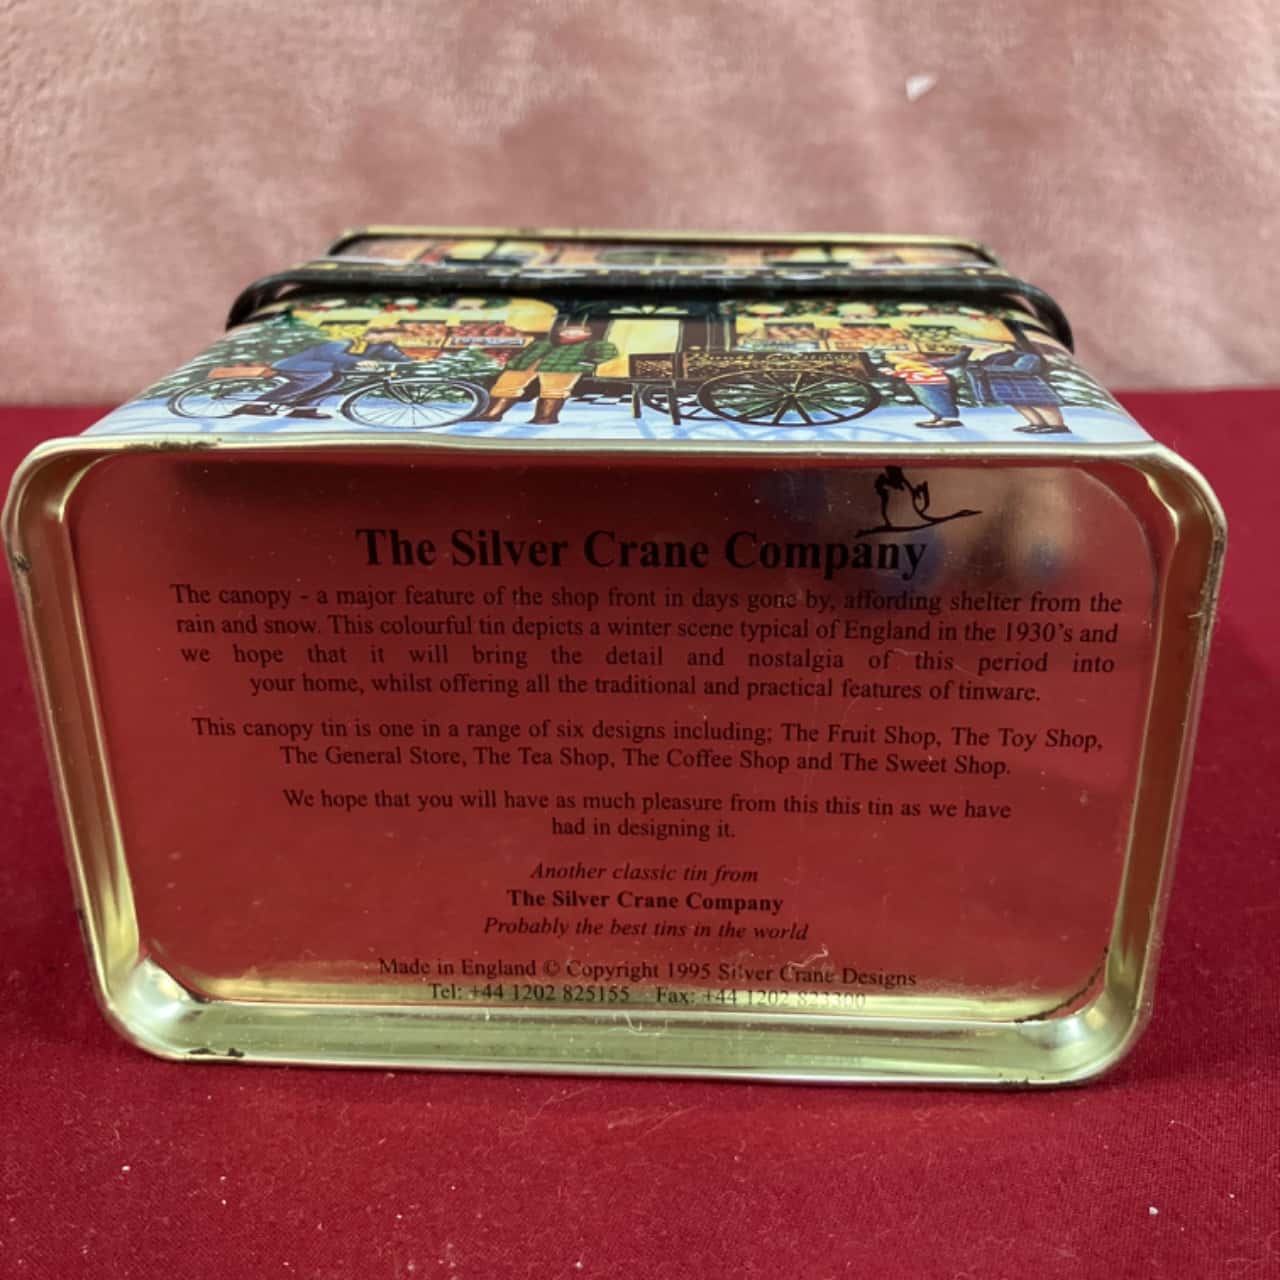 The Silver Crane Company
The canopy - a major feature of the shop front in days gone by, affording shelter from the
rain and snow. This colourful tin depicts a winter scene typical of England in the 1930's and
we hope that it will bring the detail and nostalgia of this period into
your home, whilst offering all the traditional and practical features of tinware.
This canopy tin is one in a range of six designs including; The Fruit Shop, The Toy Shop,
The General Store, The Tea Shop, The Coffee Shop and The Sweet Shop.
We hope that you will have as much pleasure from this this tin as we have
had in designing it.
Another classic tin from
The Silver Crane Company
Probably the best tins in the world
Made in England © Copyright 1995 Silver Crane Designs
Tel: +44 1202 825155 Fax: +44 1202 823300